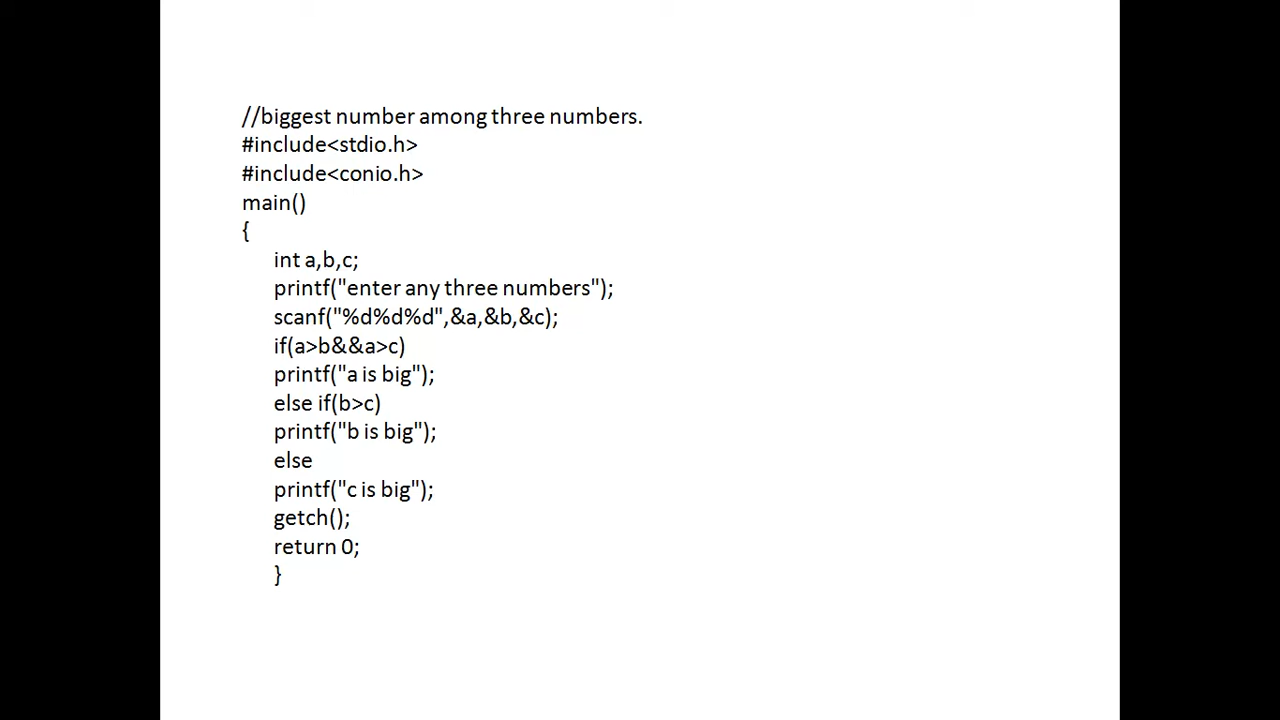 //biggest number among three numbers.
#include<stdio.h>
#include<conio.h>
main()
{
int a,b,c;
printf("enter any three numbers");
scanf("%d%d%d",&a,&b,&c);
if(a>b&&a>c)
printf("a is big");
else if(b>c)
printf("b is big");
else
printf("c is big");
getch();
return 0;
}